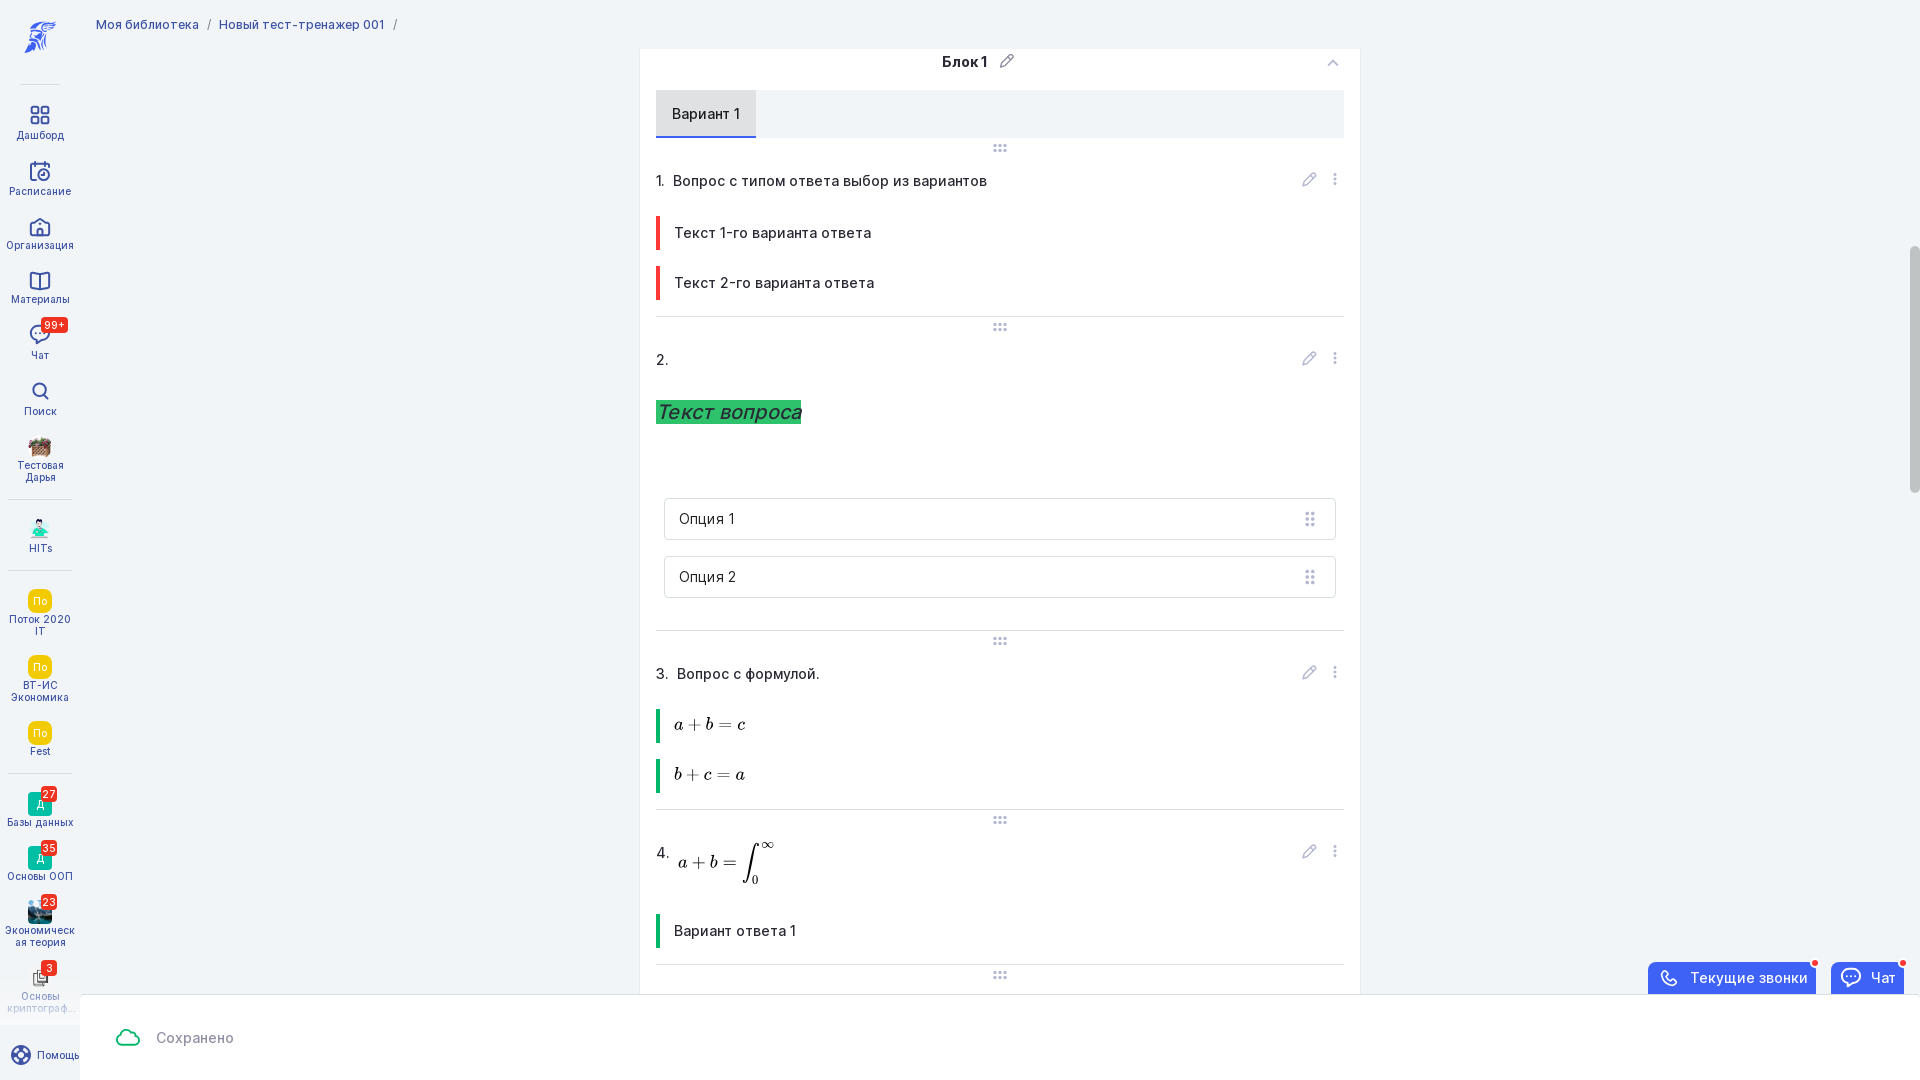 Моя библиотека / Новый тест-тренажер 001 /
Дашборд
Расписание
Организация
Материалы
99+
Чат
Поиск
Тестовая
Дарья
HITs
По
Поток 2020
IT
По
ВТ-ИС
Экономика
По
Fest
27
Д
Базы данных
35
Д
Основы ООП
23
Экономическ
ая теория
3
Основы
криптограф...
Помощь
Блок 1
Вариант 1
1. Вопрос с типом ответа выбор из вариантов
Текст 1-го варианта ответа
Текст 2-го варианта ответа
2.
Текст вопроса
Опция 1
Опция 2
3. Вопрос с формулой.
a + b = c
b + c = a
4. a + b = ∫₀^∞
Вариант ответа 1
Текущие звонки
Чат
Сохранено